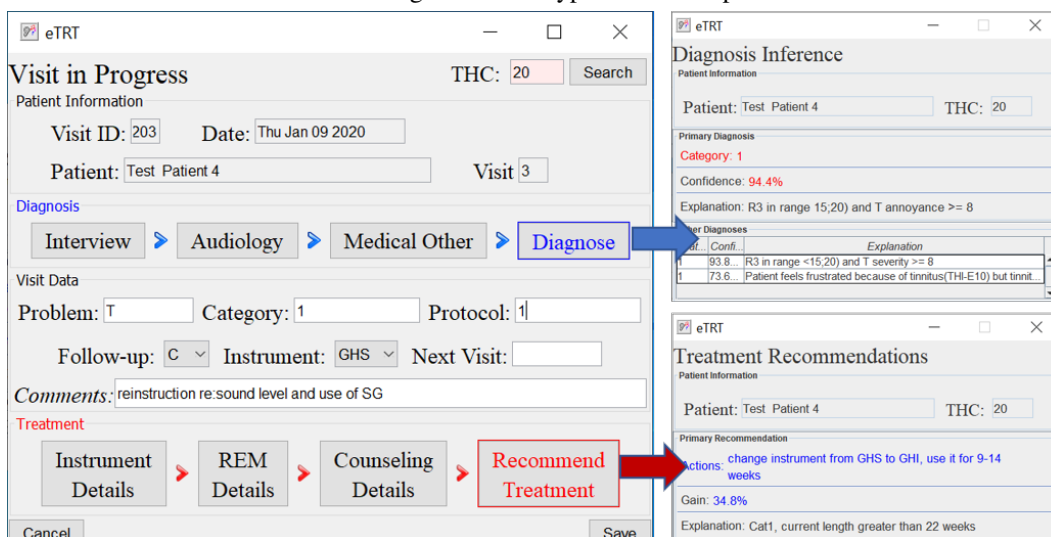 eTRT
Visit in Progress THC: 20 Search
Patient Information
Visit ID: 203 Date: Thu Jan 09 2020
Patient: Test Patient 4 Visit 3
Diagnosis
Interview Audiology Medical Other Diagnose
Visit Data
Problem: T Category: 1 Protocol: 1
Follow-up: C Instrument: GHS Next Visit:
Comments: reinstruction re:sound level and use of SG
Treatment
Instrument Details REM Details Counseling Details Recommend Treatment
Cancel Save
eTRT
Diagnosis Inference
Patient Information
Patient: Test Patient 4 THC: 20
Primary Diagnosis
Category: 1
Confidence: 94.4%
Explanation: R3 in range 15;20) and T annoyance >= 8
Diagnoses
Confi... Explanation
1 93.8... R3 in range <15;20) and T severity >= 8
1 73.6... Patient feels frustrated because of tinnitus(THI-E10) but tinnit...
eTRT
Treatment Recommendations
Patient Information
Patient: Test Patient 4 THC: 20
Primary Recommendation
Actions: change instrument from GHS to GHI, use it for 9-14
weeks
Gain: 34.8%
Explanation: Cat1, current length greater than 22 weeks